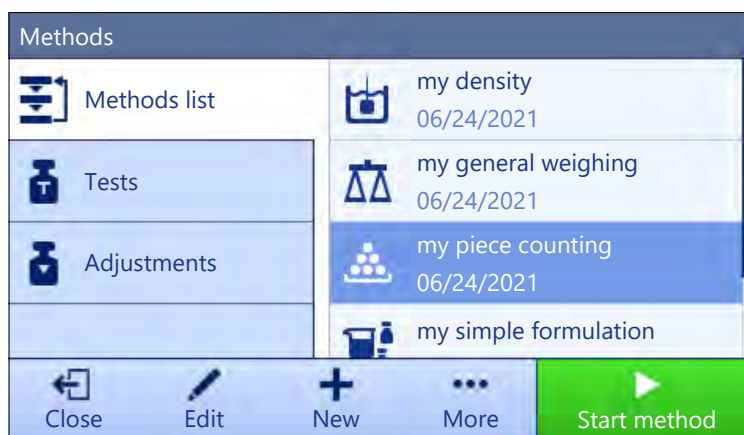 Methods
Methods list
Tests
Adjustments
my density
06/24/2021
my general weighing
06/24/2021
my piece counting
06/24/2021
my simple formulation
Close
Edit
New
More
Start method